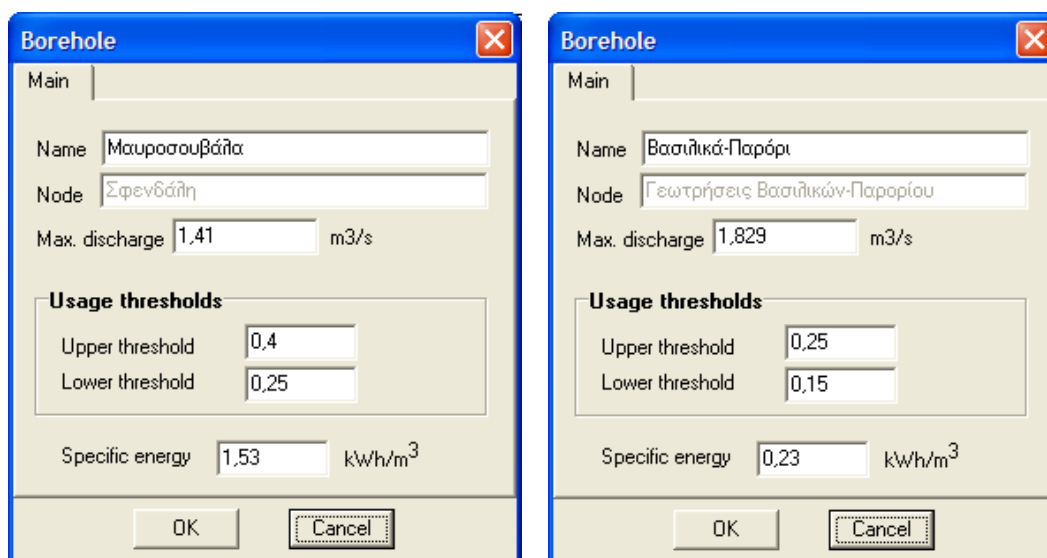 Borehole
Main
Name Μαυροσουβάλα
Node Σφενδάλη
Max. discharge 1,41 m3/s
Usage thresholds
Upper threshold 0,4
Lower threshold 0,25
Specific energy 1,53 kWh/m³
OK Cancel
Borehole
Main
Name Βασιλικά-Παρόρι
Node Γεωτρήσεις Βασιλικών-Παρορίου
Max. discharge 1,829 m3/s
Usage thresholds
Upper threshold 0,25
Lower threshold 0,15
Specific energy 0,23 kWh/m³
OK Cancel